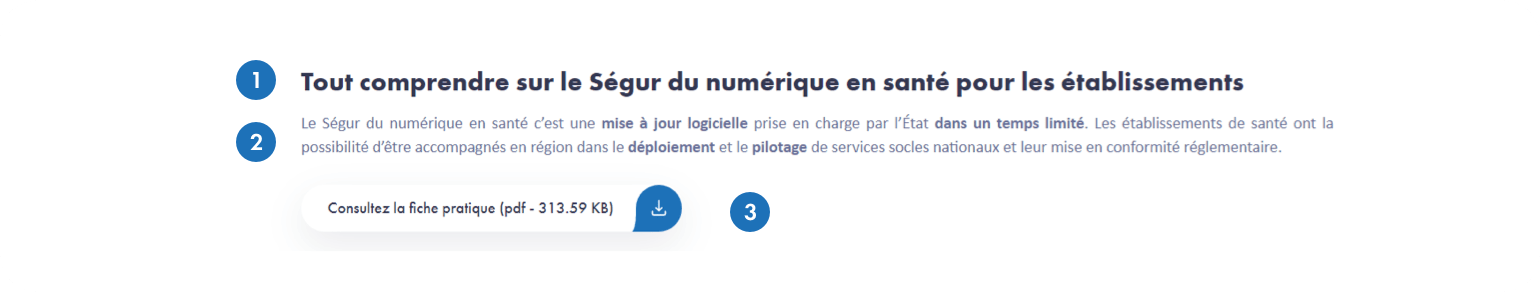 1 Tout comprendre sur le Ségur du numérique en santé pour les établissements
2 Le Ségur du numérique en santé c’est une mise à jour logicielle prise en charge par l’État dans un temps limité. Les établissements de santé ont la
possibilité d’être accompagnés en région dans le déploiement et le pilotage de services socles nationaux et leur mise en conformité réglementaire.
Consultez la fiche pratique (pdf - 313.59 KB) 3